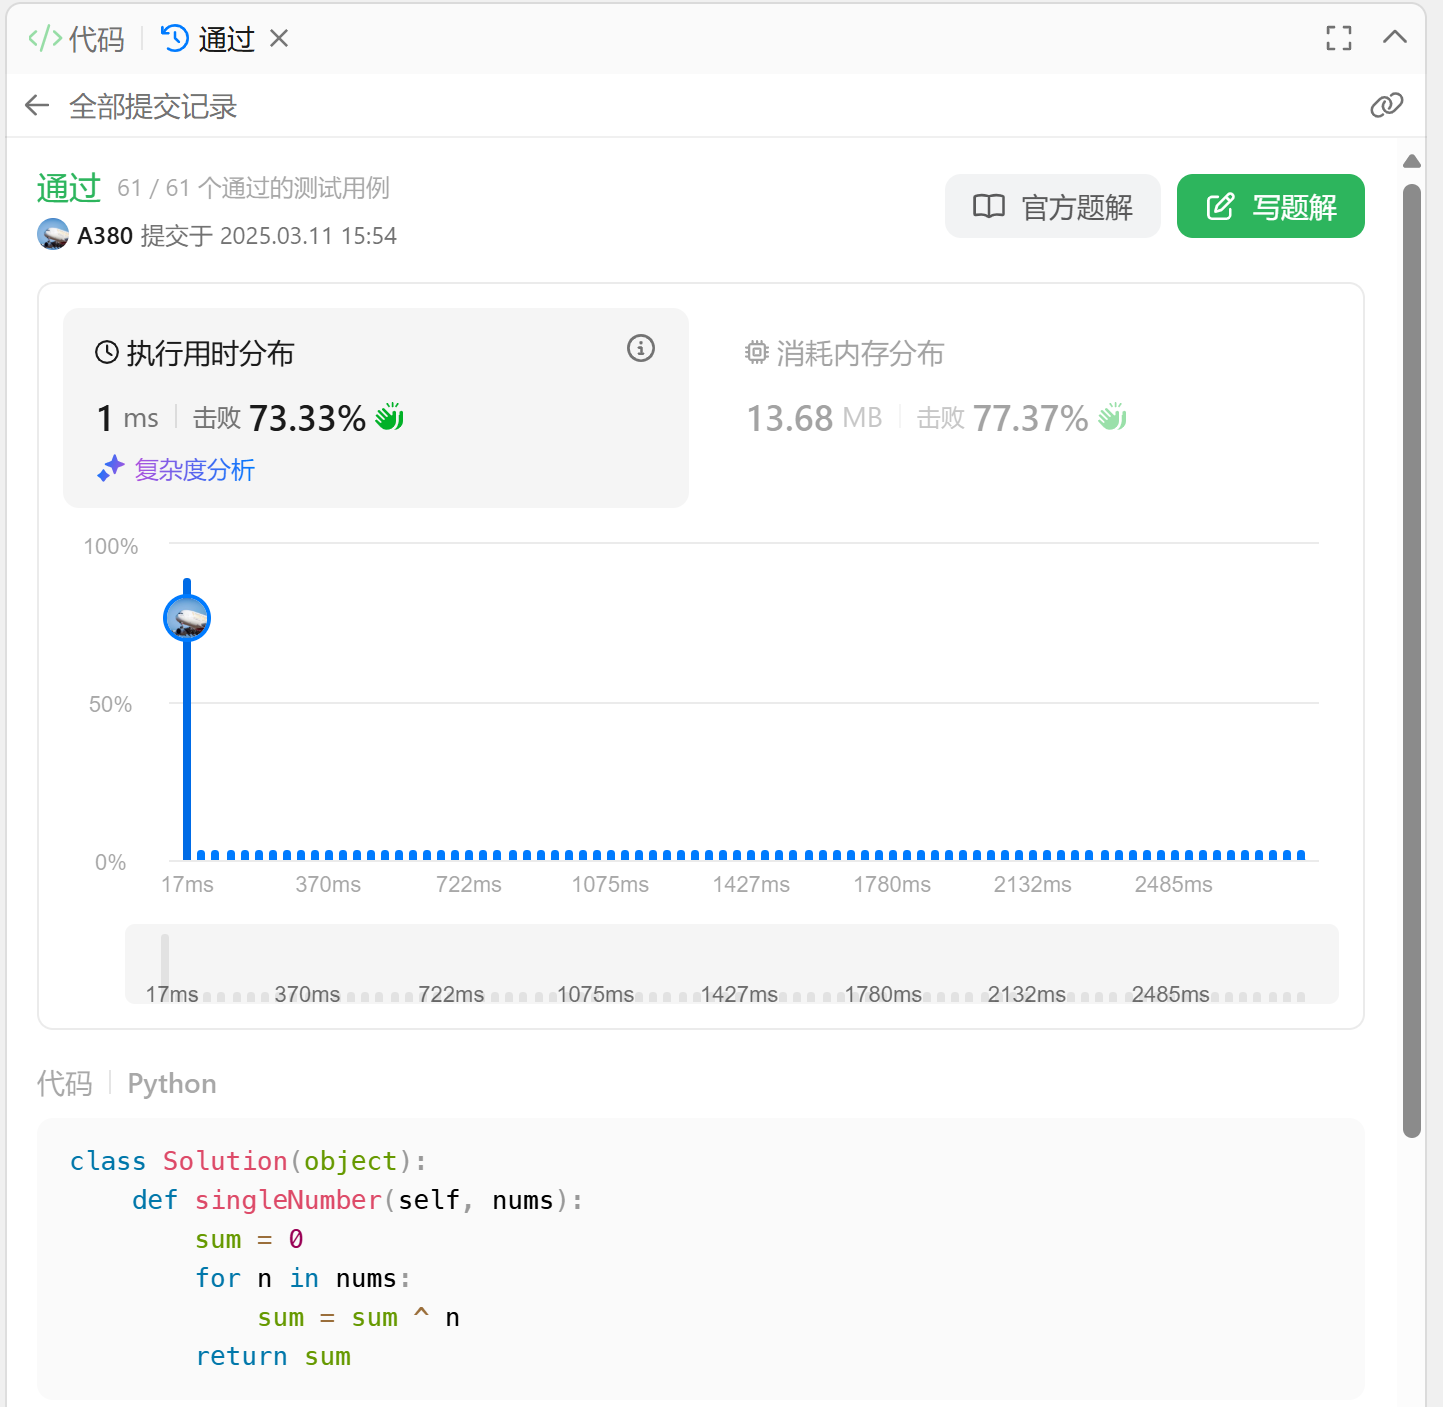 代码 通过
全部提交记录
通过 61 / 61 个通过的测试用例
A380 提交于 2025.03.11 15:54
官方题解 写题解
执行用时分布
1 ms 击败 73.33%
复杂度分析
消耗内存分布
13.68 MB 击败 77.37%
100%
50%
0%
17ms 370ms 722ms 1075ms 1427ms 1780ms 2132ms 2485ms
17ms 370ms 722ms 1075ms 1427ms 1780ms 2132ms 2485ms
代码 Python
class Solution(object):
    def singleNumber(self, nums):
        sum = 0
        for n in nums:
            sum = sum ^ n
        return sum